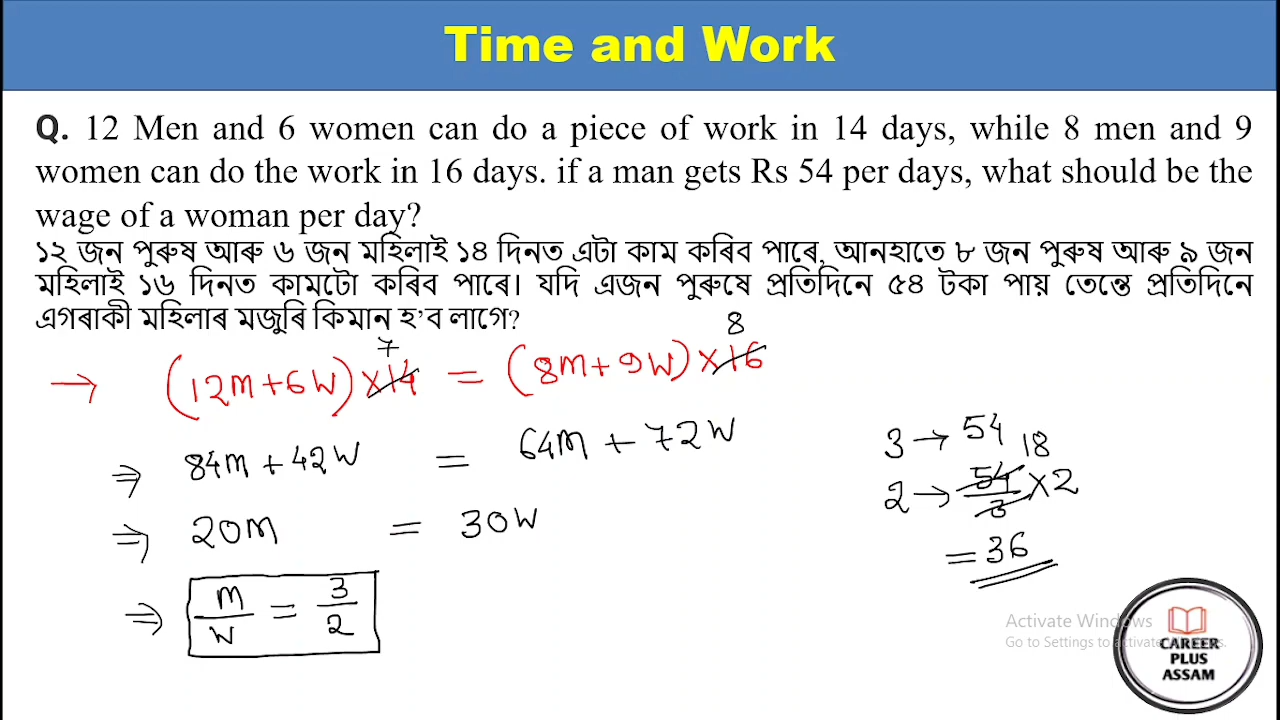 Time and Work
Q. 12 Men and 6 women can do a piece of work in 14 days, while 8 men and 9
women can do the work in 16 days. if a man gets Rs 54 per days, what should be the
wage of a woman per day?
১২ জন পুৰুষ আৰু ৬ জন মহিলাই ১৪ দিনত এটা কাম কৰিব পাৰে, আনহাতে ৮ জন পুৰুষ আৰু ৯ জন
মহিলাই ১৬ দিনত কামটো কৰিব পাৰে। যদি এজন পুৰুষে প্ৰতিদিনে ৫৪ টকা পায় তেন্তে প্ৰতিদিনে
এগৰাকী মহিলাৰ মজুৰি কিমান হ’ব লাগে?
7 8
→ (12M+6W)×14 = (8M+9W)×16
⇒ 84M+42W = 64M+72W
⇒ 20M = 30W
⇒ M/W = 3/2
3→54
18
2→54/3×2
=36
Activate Windows
Go to Settings to activate Windows.
CAREER
PLUS
ASSAM